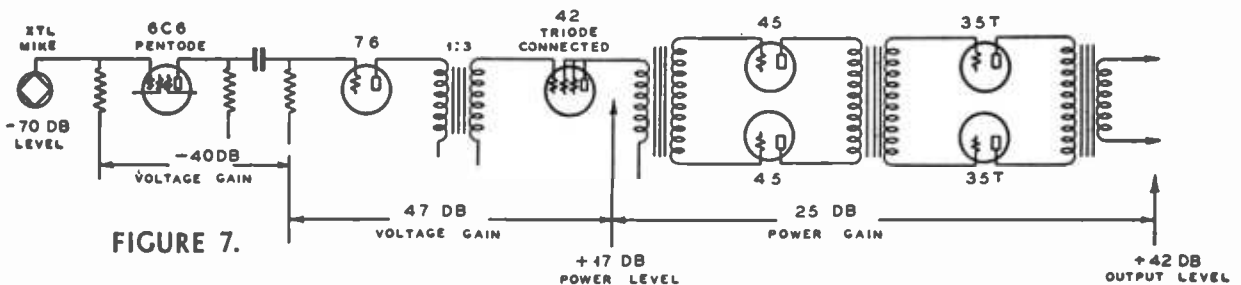 XTL
MIKE
-70 DB
LEVEL
6C6
PENTODE
-40DB
VOLTAGE GAIN
76
1:3
42
TRIODE
CONNECTED
47 DB
VOLTAGE GAIN
+17 DB
POWER LEVEL
45
45
35T
35T
25 DB
POWER GAIN
+42 DB
OUTPUT LEVEL
FIGURE 7.